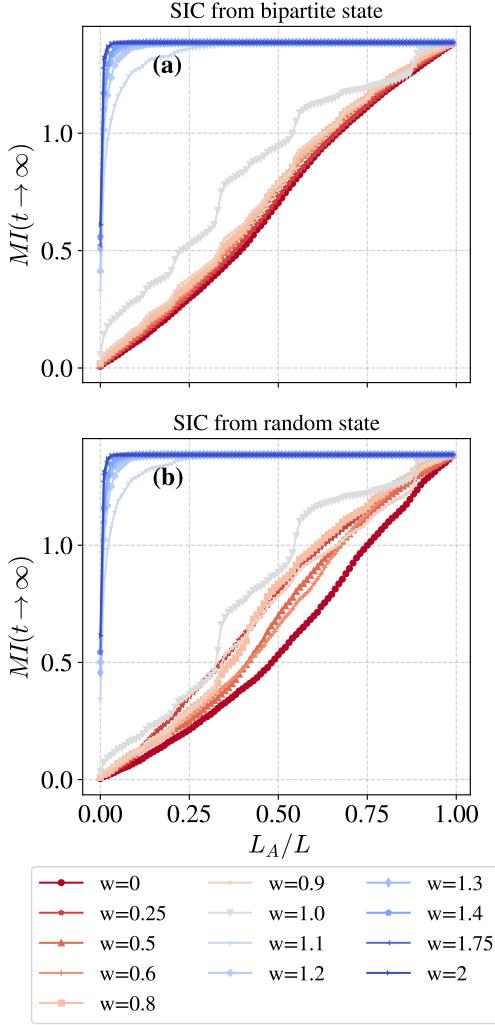 SIC from bipartite state
(a)
1.0
0.5
0.0
MI(t → ∞)
SIC from random state
(b)
1.0
0.5
0.0
MI(t → ∞)
0.00 0.25 0.50 0.75 1.00
L_A/L
w=0 w=0.9 w=1.3
w=0.25 w=1.0 w=1.4
w=0.5 w=1.1 w=1.75
w=0.6 w=1.2 w=2
w=0.8